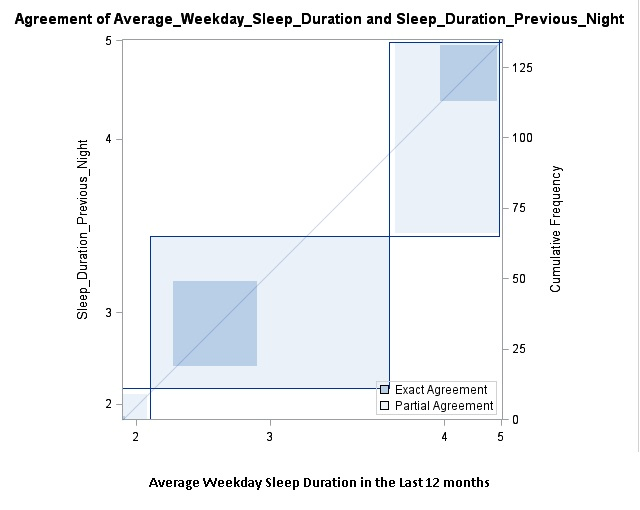 Agreement of Average_Weekday_Sleep_Duration and Sleep_Duration_Previous_Night
5
4
3
2
Sleep_Duration_Previous_Night
125
100
75
50
25
0
Cumulative Frequency
Exact Agreement
Partial Agreement
2
3
4
5
Average Weekday Sleep Duration in the Last 12 months